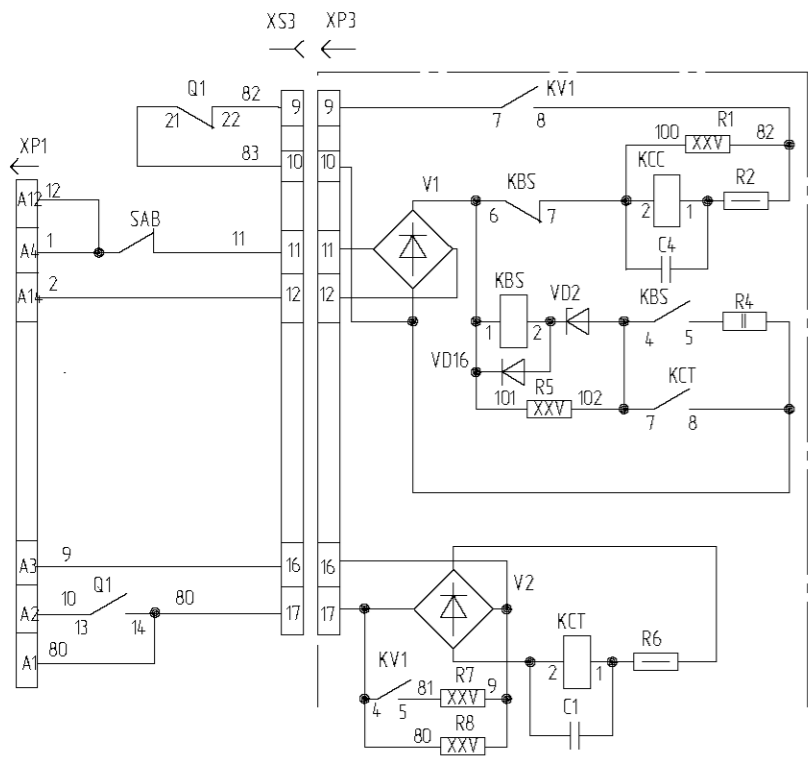 XS3 XP3
Q1 82 9 9 KV1
21 22 7 8
100 R1 82
XXV
XP1 83 10 10 KCC
A12 12 V1 KBS 2 1 R2
SAB 6 7
A4 1 11 11 11 C4
2 KBS VD2 KBS
A14 12 12 R4
1 2 4 5
VD16 KCT
101 R5 102
XXV 7 8
A3 9 16 16
10 Q1 80 V2
A2 17 17 KCT
13 14 R6
A1 80 KV1 2 1
81 R7 9
4 5 XXV C1
80 R8
XXV